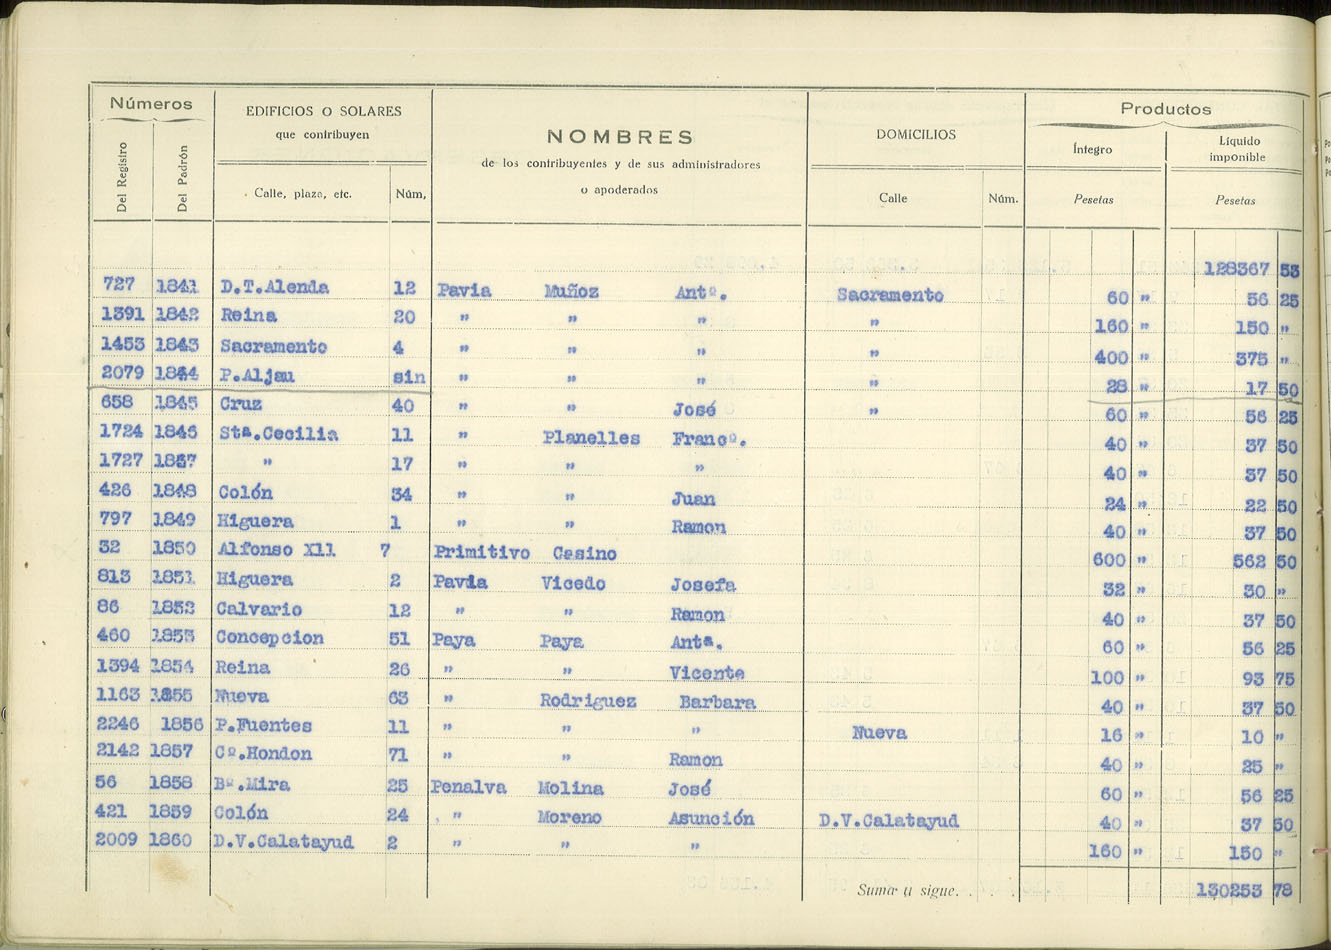 Números
EDIFICIOS O SOLARES
que contribuyen
NOMBRES
de los contribuyentes y de sus administradores
o apoderados
DOMICILIOS
Productos
Del Registro
Del Padrón
Calle, plaza, etc.
Núm,
Calle
Núm.
Íntegro
Líquido
imponible
Pesetas
Pesetas
128367 53
727 1841 D.T.Alenda 12 Pavia Muñoz Antº. Sacramento 60 " 56 25
1391 1842 Reina 20 " " " " 160 " 150 "
1453 1843 Sacramento 4 " " " " 400 " 375 "
2079 1844 P.Aljau sin " " " " 28 " 17 50
658 1845 Cruz 40 " " José " 60 " 56 25
1724 1846 Stª.Cecilia 11 " Planelles Francº. 40 " 37 50
1727 1847 " 17 " " " 40 " 37 50
426 1848 Colón 34 " " Juan 24 " 22 50
797 1849 Higuera 1 " " Ramon 40 " 37 50
32 1850 Alfonso Xll 7 Primitivo Casino 600 " 562 50
813 1851 Higuera 2 Pavia Vicedo Josefa 32 " 30 "
86 1852 Calvario 12 " " Ramon 40 " 37 50
460 1853 Concepcion 51 Paya Paya Antª. 60 " 56 25
1394 1854 Reina 26 " " Vicente 100 " 93 75
1163 1855 Nueva 63 " Rodriguez Barbara 40 " 37 50
2246 1856 P.Fuentes 11 " " " Nueva 16 " 10 "
2142 1857 Cº.Hondon 71 " " Ramon 40 " 25 "
56 1858 Bº.Mira 25 Penalva Molina José 60 " 56 25
421 1859 Colón 24 " Moreno Asunción D.V.Calatayud 40 " 37 50
2009 1860 D.V.Calatayud 2 " " " 160 " 150 "
Suma y sigue. . . . . 130253 78